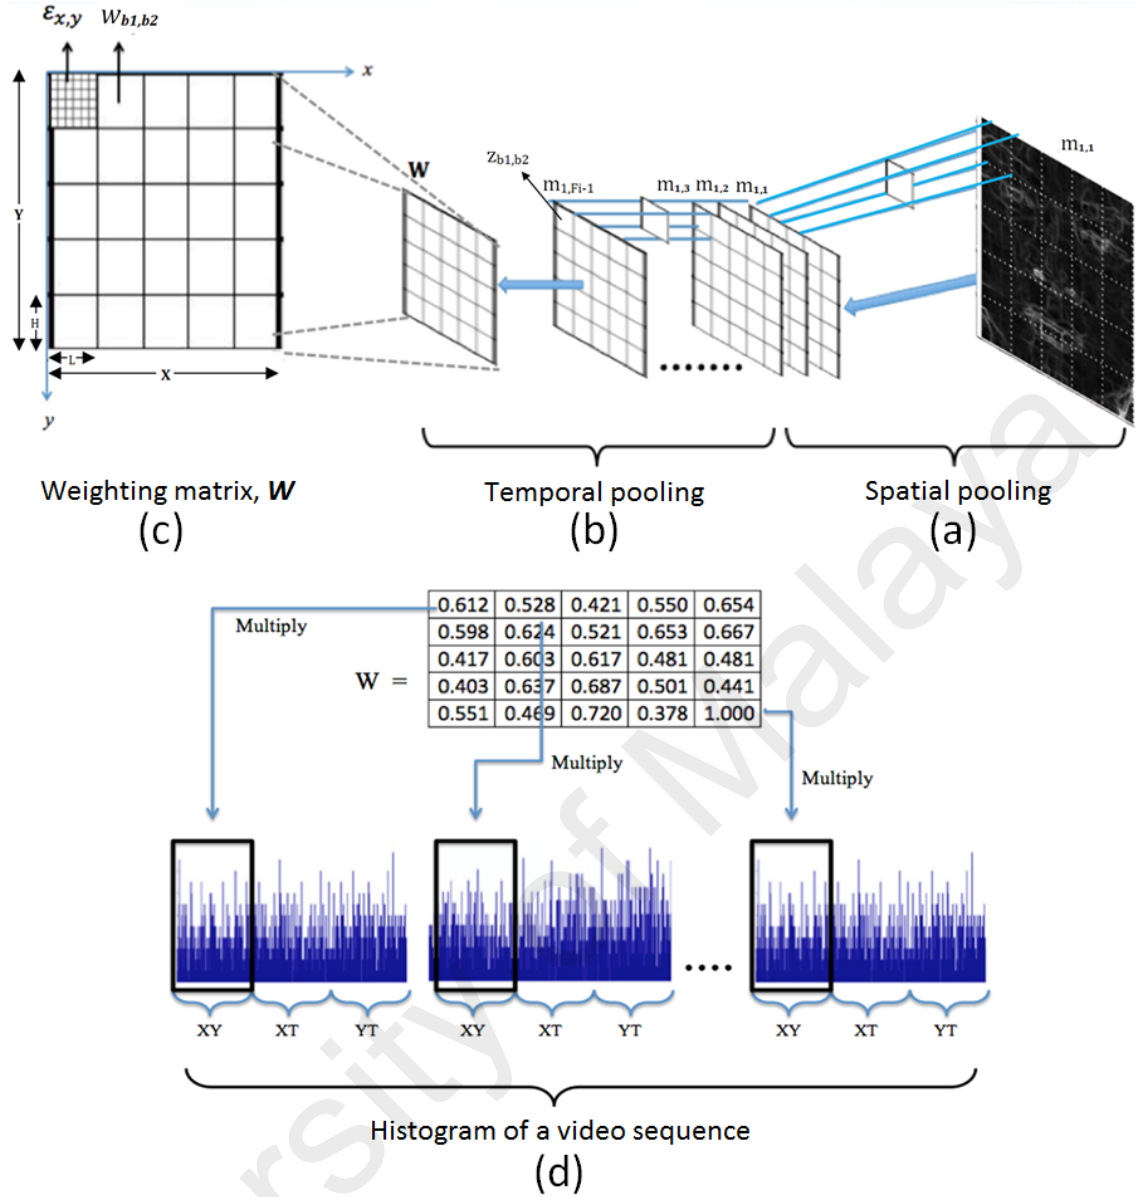 εx,y Wb1,b2
x
Y
H
L
X
y
W
Zb1,b2
m1,Fi-1 m1,3 m1,2 m1,1
m1,1
Weighting matrix, W
(c)
Temporal pooling
(b)
Spatial pooling
(a)
Multiply
W =
0.612 0.528 0.421 0.550 0.654
0.598 0.624 0.521 0.653 0.667
0.417 0.603 0.617 0.481 0.481
0.403 0.637 0.687 0.501 0.441
0.551 0.469 0.720 0.378 1.000
Multiply
Multiply
XY XT YT
XY XT YT
XY XT YT
Histogram of a video sequence
(d)
rsity of Malaya